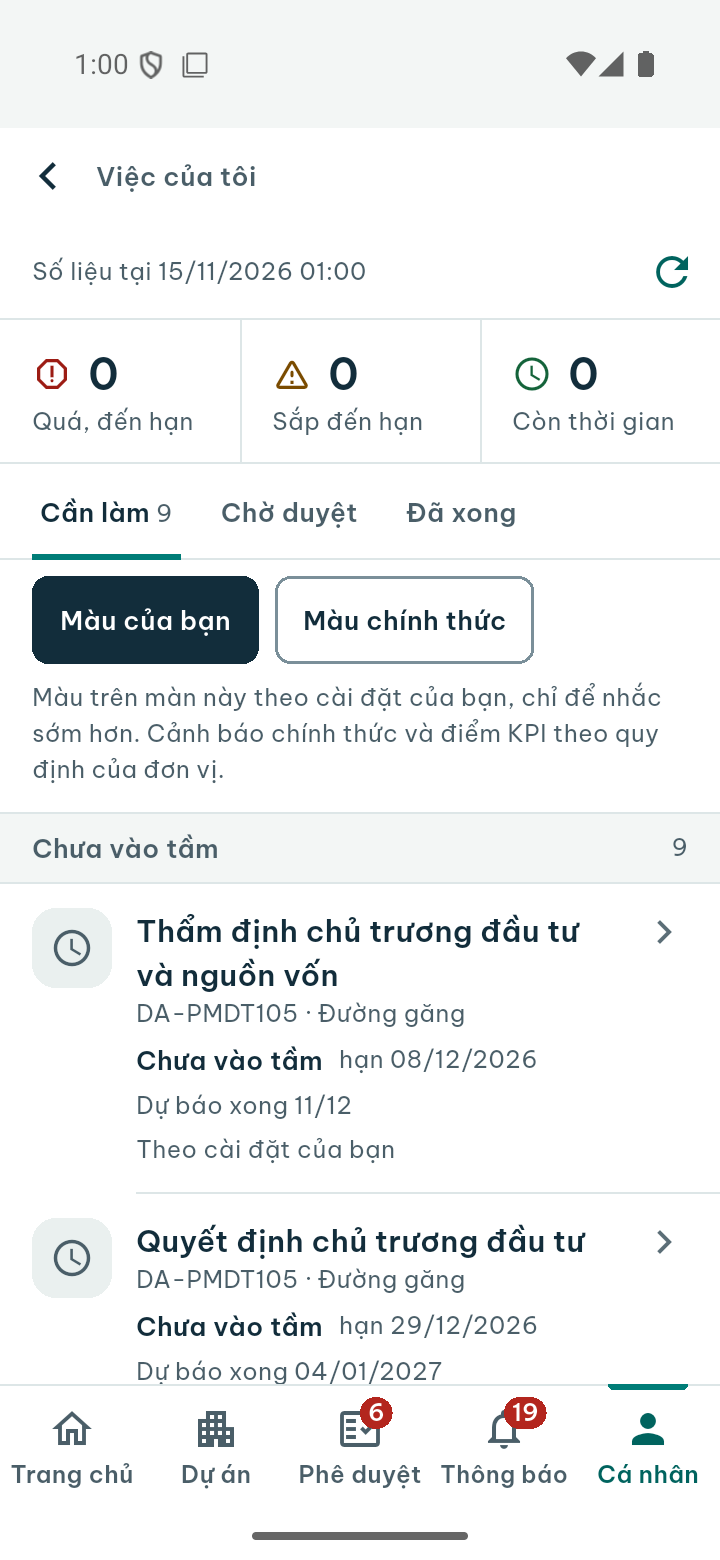 1:00
Việc của tôi
Số liệu tại 15/11/2026 01:00
0
Quá, đến hạn
0
Sắp đến hạn
0
Còn thời gian
Cần làm 9
Chờ duyệt
Đã xong
Màu của bạn
Màu chính thức
Màu trên màn này theo cài đặt của bạn, chỉ để nhắc
sớm hơn. Cảnh báo chính thức và điểm KPI theo quy
định của đơn vị.
Chưa vào tầm 9
Thẩm định chủ trương đầu tư
và nguồn vốn
DA-PMDT105 · Đường găng
Chưa vào tầm hạn 08/12/2026
Dự báo xong 11/12
Theo cài đặt của bạn
Quyết định chủ trương đầu tư
DA-PMDT105 · Đường găng
Chưa vào tầm hạn 29/12/2026
Dự báo xong 04/01/2027
6
19
Trang chủ
Dự án
Phê duyệt
Thông báo
Cá nhân